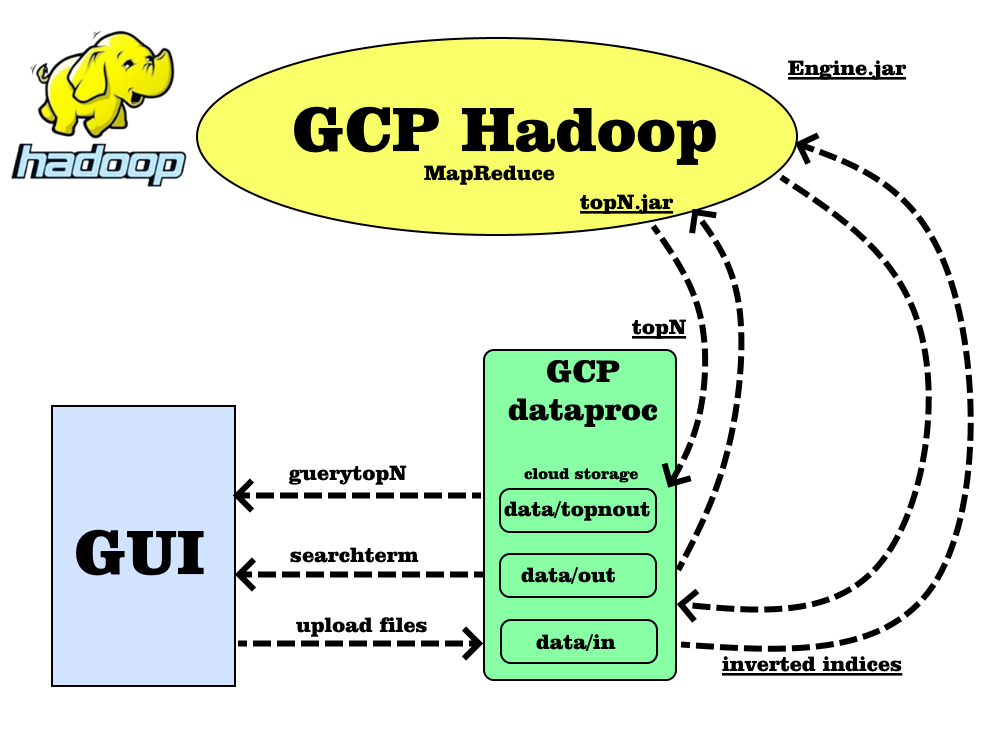 hadoop
GCP Hadoop
MapReduce
topN.jar
Engine.jar
topN
GCP
dataproc
cloud storage
data/topnout
data/out
data/in
GUI
guerytopN
searchterm
upload files
inverted indices